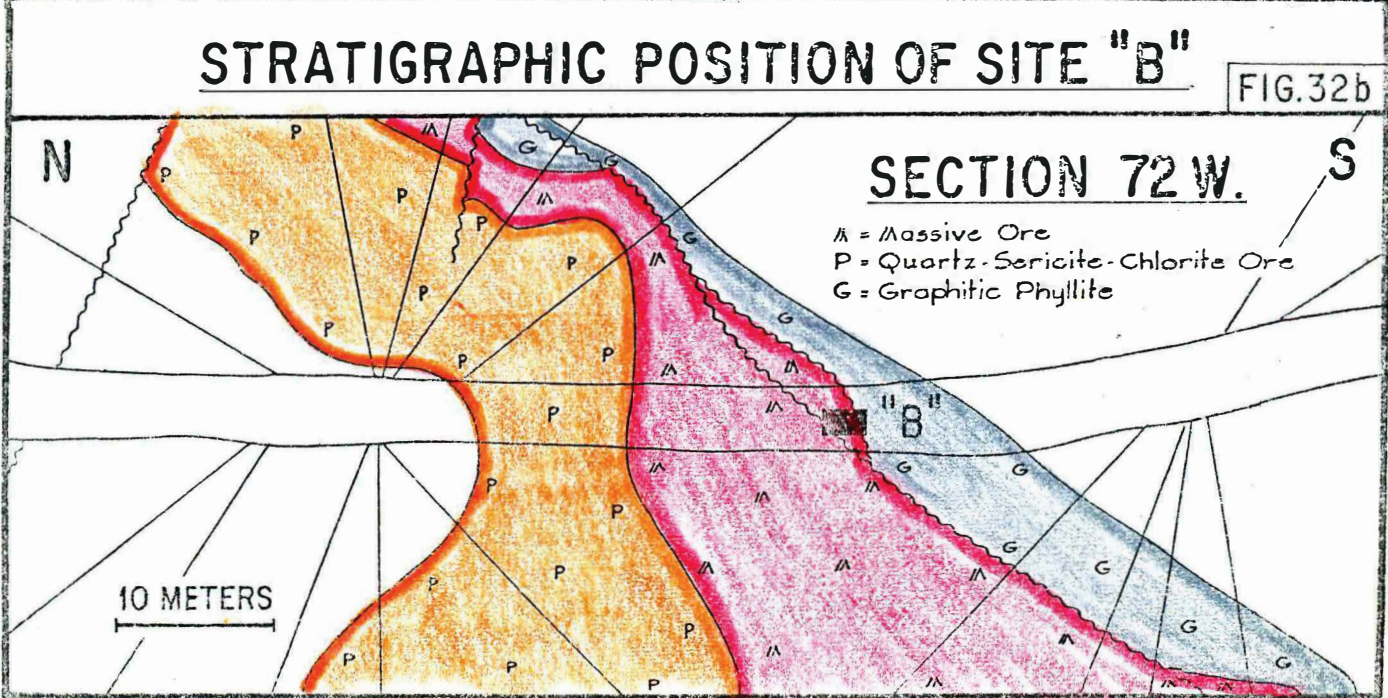 STRATIGRAPHIC POSITION OF SITE "B"
FIG.32b
N
S
SECTION 72 W.
M = Massive Ore
P = Quartz-Sericite-Chlorite Ore
G = Graphitic Phyllite
P
M
G
G
P
P
M
P
P
G
P
P
M
P
G
P
P
P
M
M
P
M
"B"
M
G
G
P
M
M
P
G
P
M
M
M
G
P
10 METERS
P
M
G
P
P
M
G
P
M
M
M